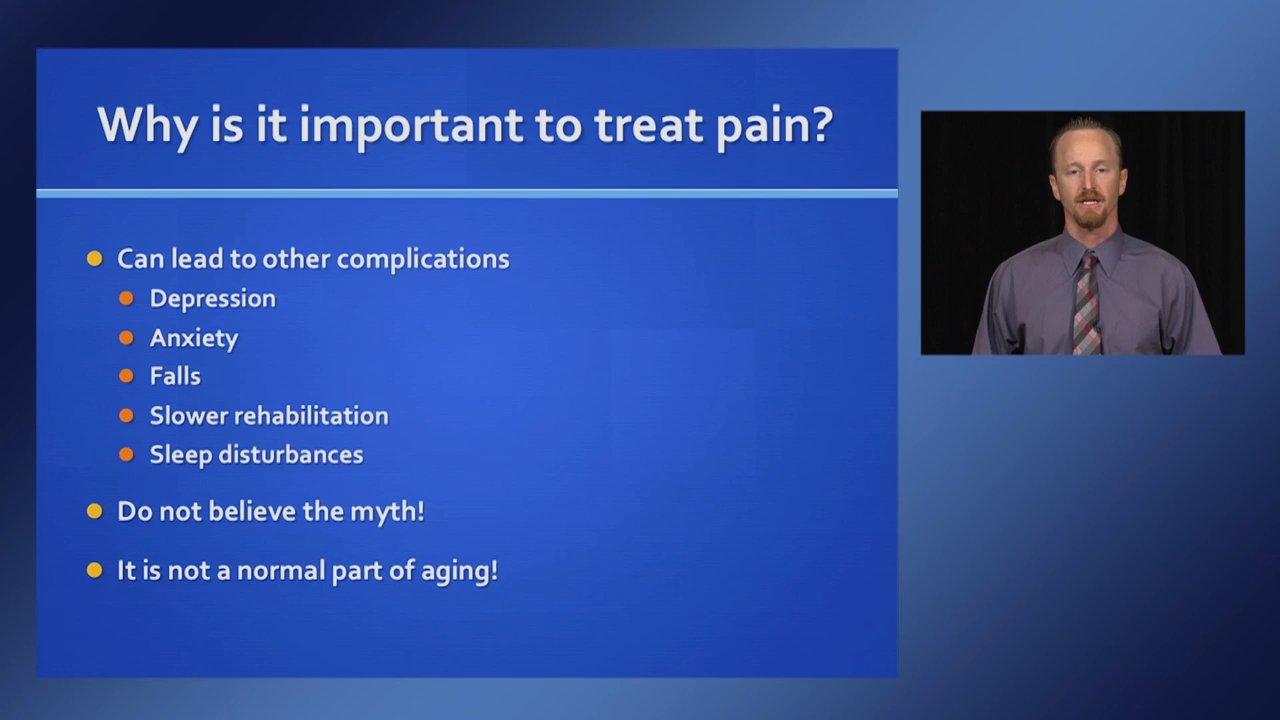 Why is it important to treat pain?
Can lead to other complications
Depression
Anxiety
Falls
Slower rehabilitation
Sleep disturbances
Do not believe the myth!
It is not a normal part of aging!